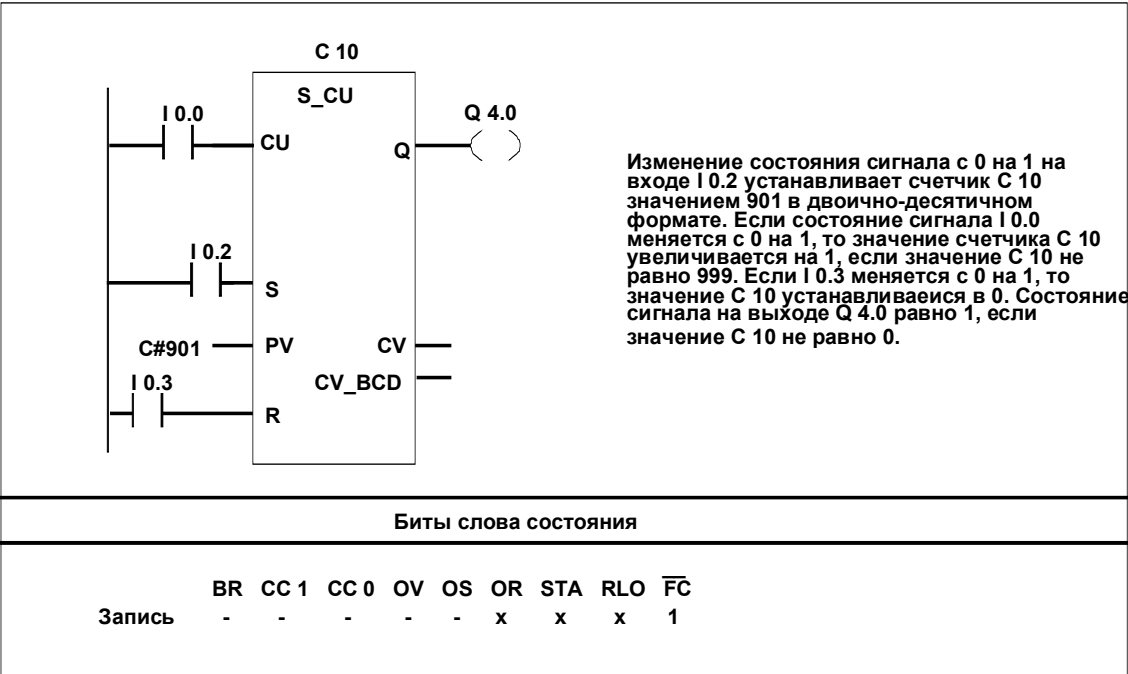 C 10
S_CU
I 0.0
Q 4.0
CU
Q
Изменение состояния сигнала с 0 на 1 на
входе I 0.2 устанавливает счетчик C 10
значением 901 в двоично-десятичном
формате. Если состояние сигнала I 0.0
меняется с 0 на 1, то значение счетчика C 10
увеличивается на 1, если значение C 10 не
равно 999. Если I 0.3 меняется с 0 на 1, то
значение C 10 устанавливаеися в 0. Состояние
сигнала на выходе Q 4.0 равно 1, если
значение C 10 не равно 0.
I 0.2
S
C#901
PV
CV
I 0.3
CV_BCD
R
Биты слова состояния
BR CC 1 CC 0 OV OS OR STA RLO FC
Запись - - - - - x x x 1